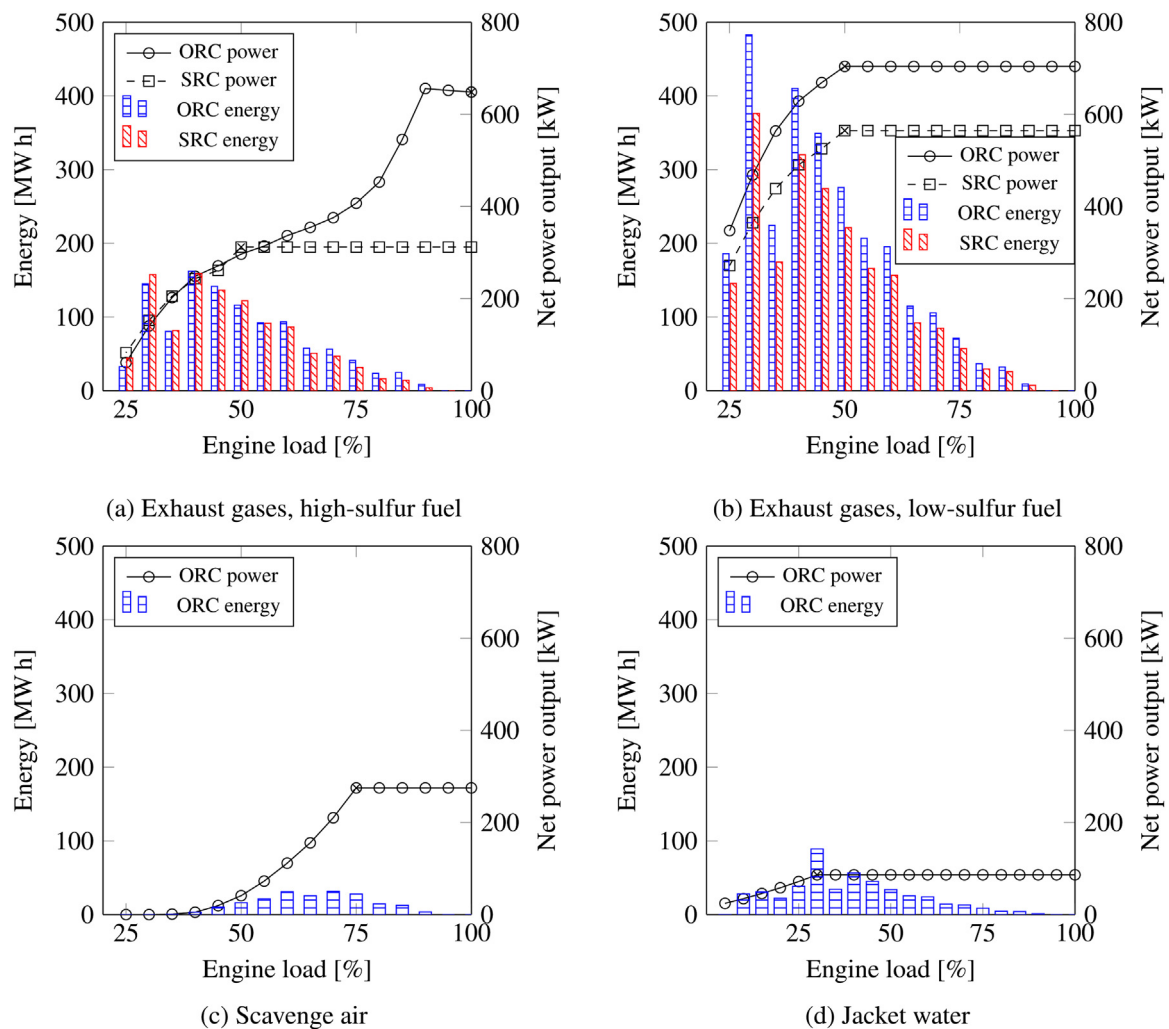 500
400
300
200
100
0
Energy [MW h]
800
600
400
200
0
Net power output [kW]
ORC power
SRC power
ORC energy
SRC energy
25
50
75
100
Engine load [%]
(a) Exhaust gases, high-sulfur fuel
500
400
300
200
100
0
Energy [MW h]
800
600
400
200
0
Net power output [kW]
ORC power
SRC power
ORC energy
SRC energy
25
50
75
100
Engine load [%]
(b) Exhaust gases, low-sulfur fuel
500
400
300
200
100
0
Energy [MW h]
800
600
400
200
0
Net power output [kW]
ORC power
ORC energy
25
50
75
100
Engine load [%]
(c) Scavenge air
500
400
300
200
100
0
Energy [MW h]
800
600
400
200
0
Net power output [kW]
ORC power
ORC energy
25
50
75
100
Engine load [%]
(d) Jacket water